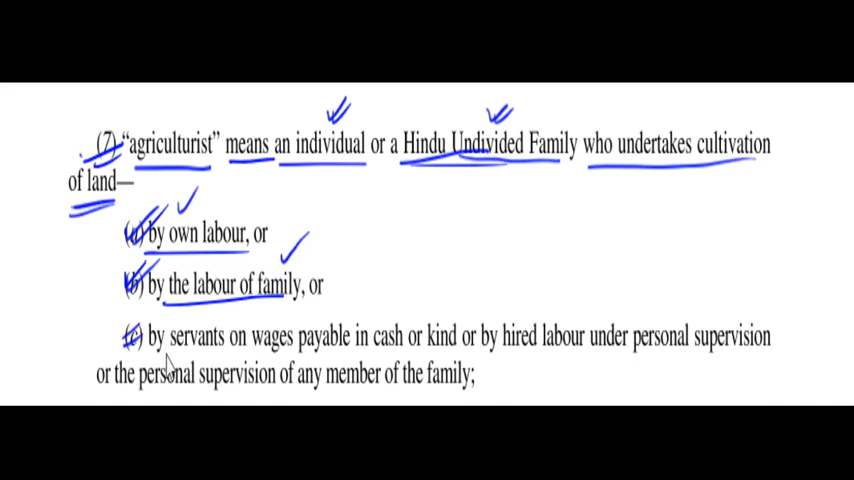 (7) “agriculturist” means an individual or a Hindu Undivided Family who undertakes cultivation
of land—
(a) by own labour, or
(b) by the labour of family, or
(c) by servants on wages payable in cash or kind or by hired labour under personal supervision
or the personal supervision of any member of the family;